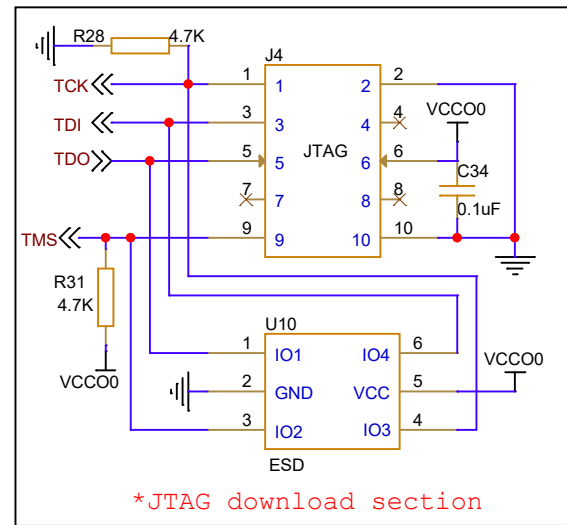 R28 4.7K
J4
TCK 1 1 2 2
TDI 3 3 4 4 VCCO0
TDO 5 5 JTAG 6 6
C34
7 7 8 8 0.1uF
TMS 9 9 10 10
R31
4.7K
U10
1 IO1 IO4 6 VCCO0
VCCO0 2 GND VCC 5
3 IO2 IO3 4
ESD
*JTAG download section